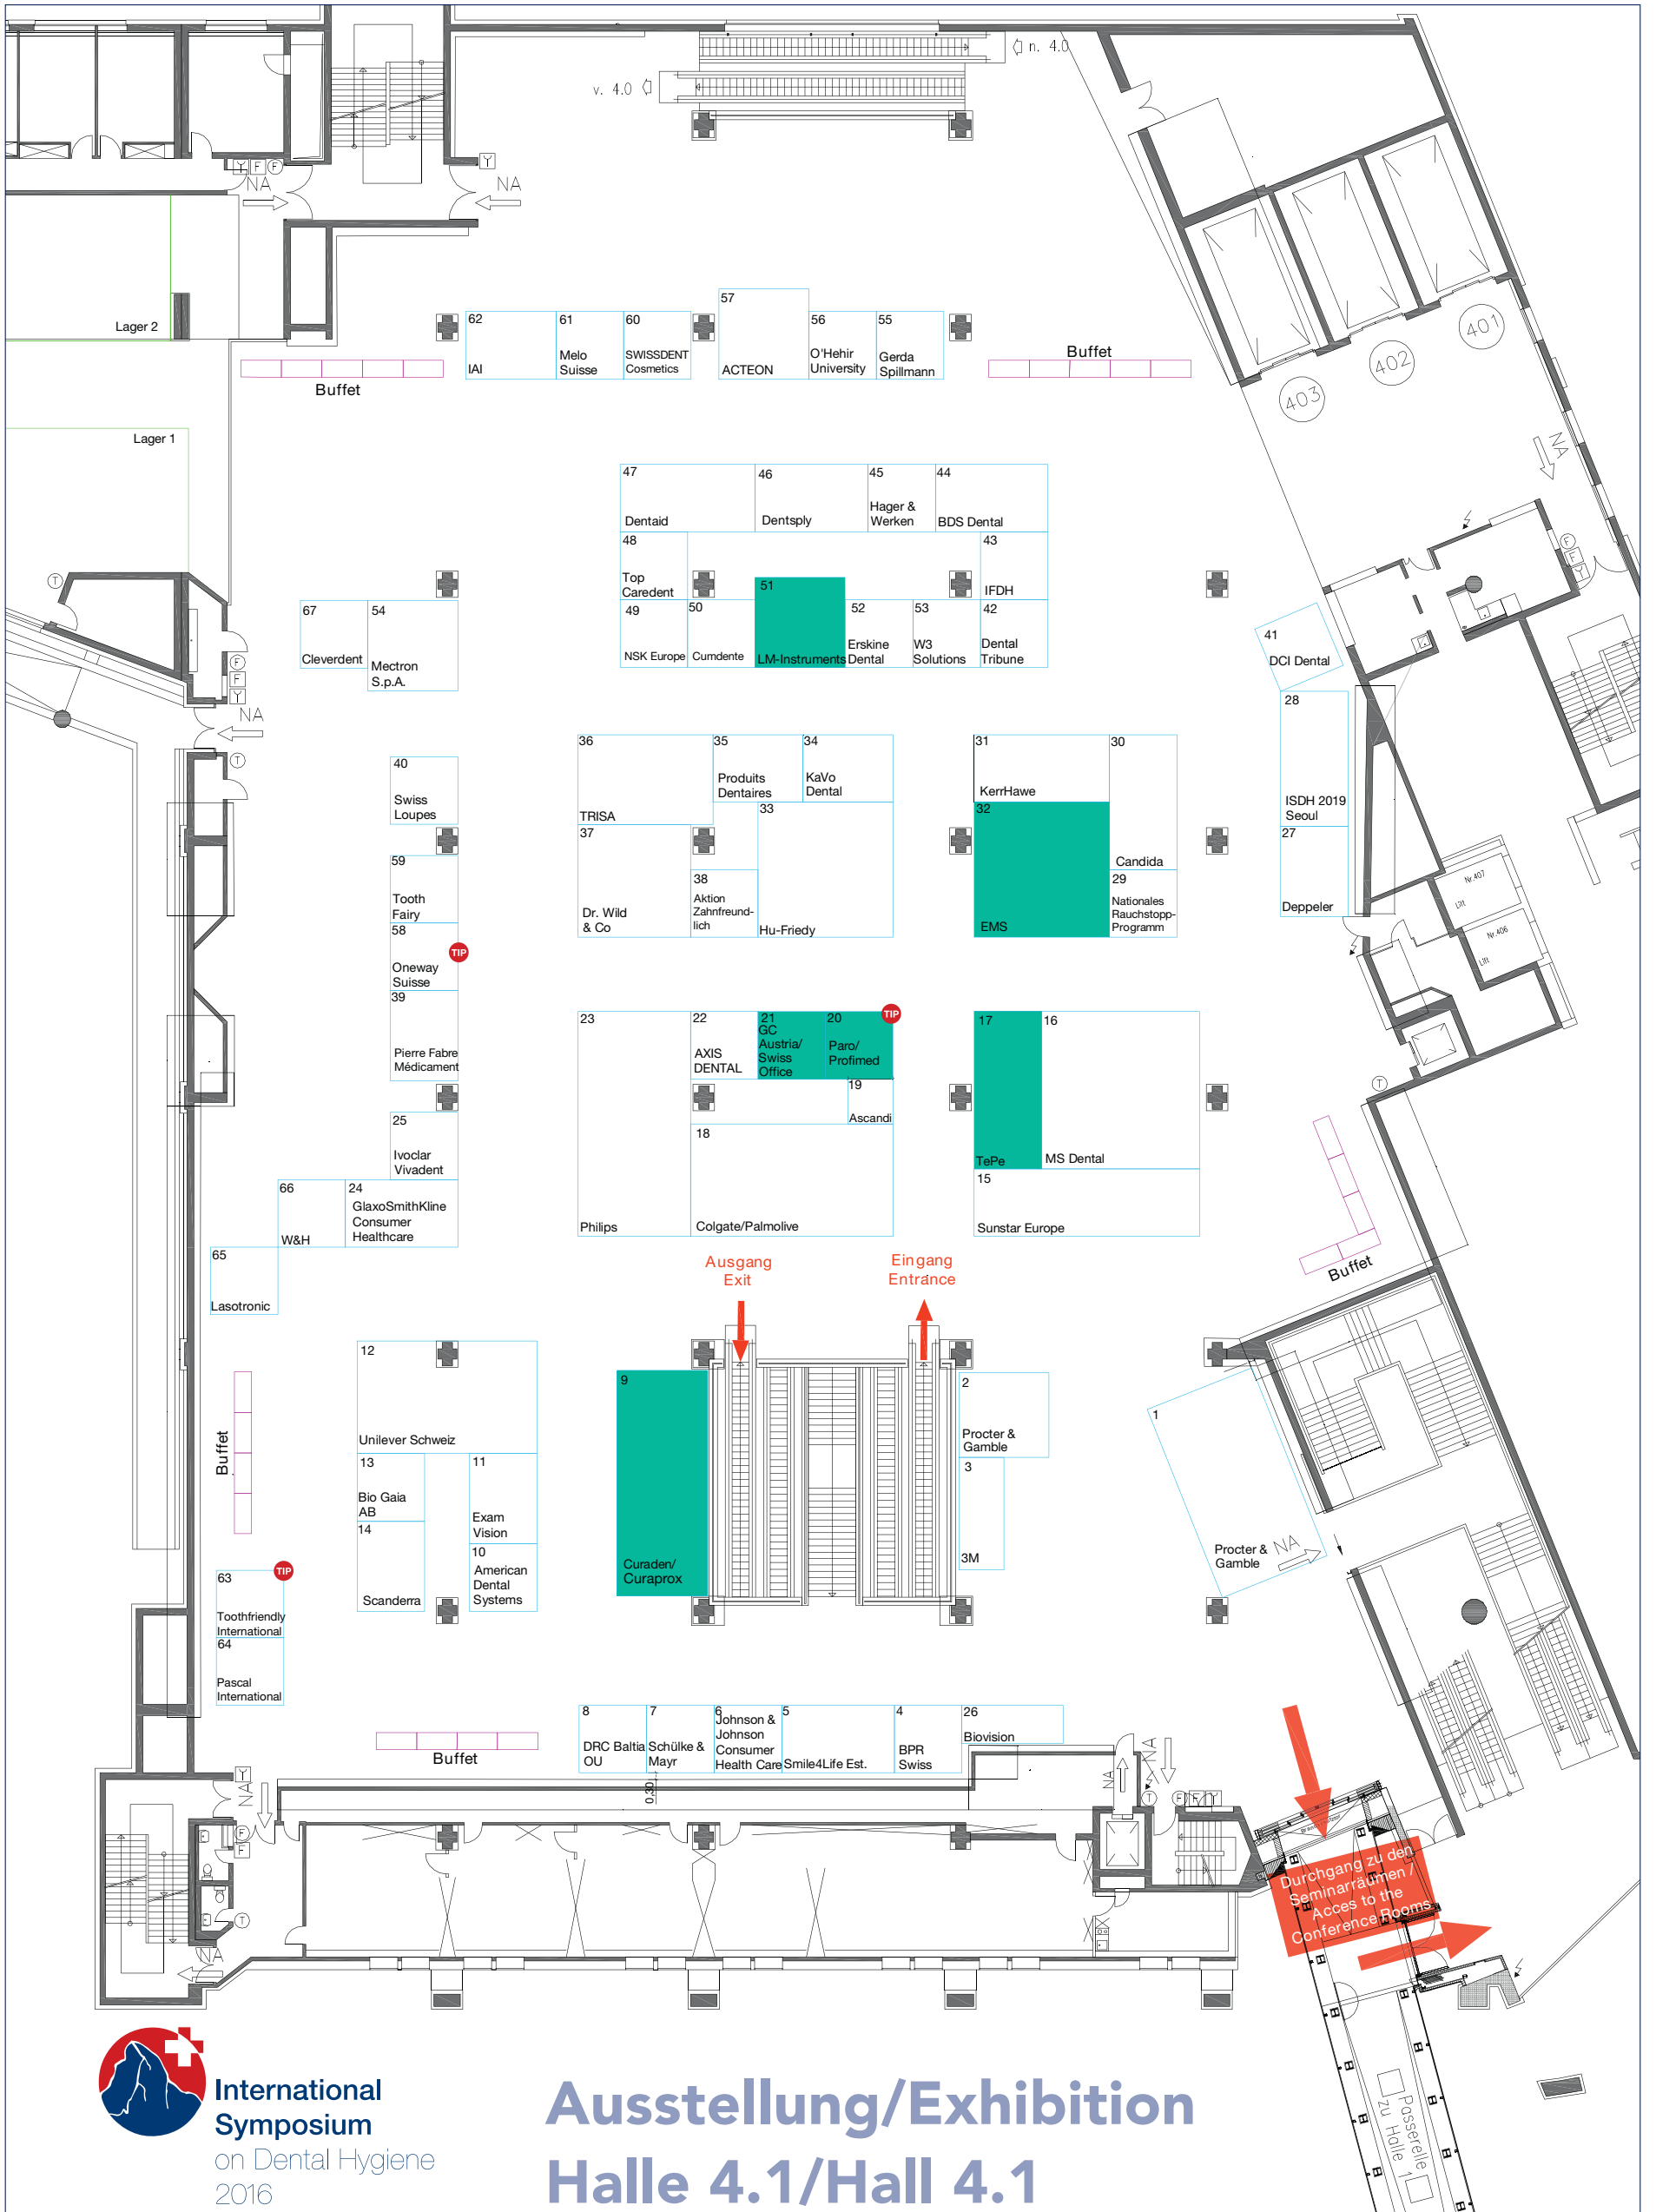 n. 4.0
v. 4.0
Y F F
NA
Y
NA
Lager 2
Lager 1
57
ACTEON
56
O'Hehir
University
55
Gerda
Spillmann
62
IAI
61
Melo
Suisse
60
SWISSDENT
Cosmetics
Buffet
Buffet
401
402
403
NA
47
Dentaid
46
Dentsply
45
Hager &
Werken
44
BDS Dental
48
Top
Caredent
43
IFDH
49
NSK Europe
50
Cumdente
51
LM-Instruments
52
Erskine
Dental
53
W3
Solutions
42
Dental
Tribune
F
F
Y
T
67
Cleverdent
54
Mectron
S.p.A.
F
F
Y
NA
T
41
DCI Dental
28
ISDH 2019
Seoul
27
Deppeler
Nr.407
Lift
Nr.406
Lift
40
Swiss
Loupes
59
Tooth
Fairy
58
Oneway
Suisse
TIP
39
Pierre Fabre
Médicament
36
TRISA
35
Produits
Dentaires
34
KaVo
Dental
33
Hu-Friedy
37
Dr. Wild
& Co
38
Aktion
Zahnfreund-
lich
31
KerrHawe
30
Candida
32
EMS
29
Nationales
Rauchstopp-
Programm
23
Philips
22
AXIS
DENTAL
21
GC
Austria/
Swiss
Office
20
Paro/
Profimed
TIP
19
Ascandi
18
Colgate/Palmolive
17
TePe
16
MS Dental
15
Sunstar Europe
T
Buffet
25
Ivoclar
Vivadent
66
W&H
24
GlaxoSmithKline
Consumer
Healthcare
65
Lasotronic
Ausgang
Exit
Eingang
Entrance
12
Unilever Schweiz
13
Bio Gaia
AB
14
Scanderra
11
Exam
Vision
10
American
Dental
Systems
9
Curaden/
Curaprox
2
Procter &
Gamble
3
3M
1
Procter &
Gamble
NA
Buffet
63
TIP
Toothfriendly
International
64
Pascal
International
Buffet
8
DRC Baltia
OU
7
Schülke &
Mayr
6
Johnson &
Johnson
Consumer
Health Care
5
Smile4Life Est.
4
BPR
Swiss
26
Biovision
0,30
Y
NA
F
F
T
NA
NA
NA
T
F F Y
Durchgang zu den
Seminarräumen /
Acces to the
Conference Rooms
Passerelle
zu Halle 1
International
Symposium
on Dental Hygiene
2016
Ausstellung/Exhibition
Halle 4.1/Hall 4.1